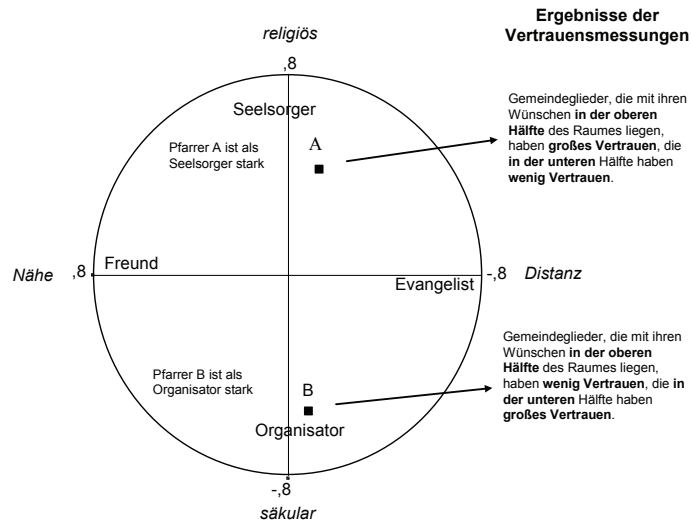 Ergebnisse der
Vertrauensmessungen
religiös
,8
Seelsorger
Pfarrer A ist als
Seelsorger stark
A
Gemeindeglieder, die mit ihren
Wünschen in der oberen
Hälfte des Raumes liegen,
haben großes Vertrauen, die
in der unteren Hälfte haben
wenig Vertrauen.
Nähe
,8
Freund
Evangelist
-,8
Distanz
Pfarrer B ist als
Organisator stark
B
Organisator
Gemeindeglieder, die mit ihren
Wünschen in der oberen
Hälfte des Raumes liegen,
haben wenig Vertrauen, die in
der unteren Hälfte haben
großes Vertrauen.
-,8
säkular